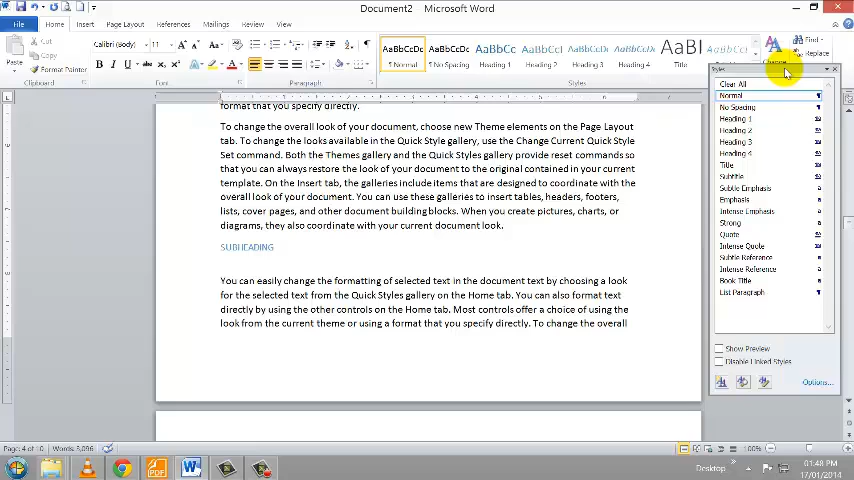 Document2 - Microsoft Word
File Home Insert Page Layout References Mailings Review View
Paste
Cut
Copy
Format Painter
Calibri (Body) 11 Aa
B I U abc x₂ x² A
AaBbCcDc AaBbCcDc AaBbCc AaBbCc AaBbCcDc AaBbCcDc AaBl AaBbCcDc
¶ Normal ¶ No Spacing Heading 1 Heading 2 Heading 3 Heading 4 Title
Change
Find
Replace
Clipboard Font Paragraph Styles
format that you specify directly.
To change the overall look of your document, choose new Theme elements on the Page Layout
tab. To change the looks available in the Quick Style gallery, use the Change Current Quick Style
Set command. Both the Themes gallery and the Quick Styles gallery provide reset commands so
that you can always restore the look of your document to the original contained in your current
template. On the Insert tab, the galleries include items that are designed to coordinate with the
overall look of your document. You can use these galleries to insert tables, headers, footers,
lists, cover pages, and other document building blocks. When you create pictures, charts, or
diagrams, they also coordinate with your current document look.
SUBHEADING
You can easily change the formatting of selected text in the document text by choosing a look
for the selected text from the Quick Styles gallery on the Home tab. You can also format text
directly by using the other controls on the Home tab. Most controls offer a choice of using the
look from the current theme or using a format that you specify directly. To change the overall
Styles
Clear All
Normal ¶
No Spacing ¶
Heading 1
Heading 2
Heading 3
Heading 4
Title
Subtitle
Subtle Emphasis a
Emphasis a
Intense Emphasis a
Strong a
Quote
Intense Quote
Subtle Reference a
Intense Reference a
Book Title a
List Paragraph ¶
Show Preview
Disable Linked Styles
Options...
Page: 4 of 10 Words: 3,096 100%
PDF
W
Desktop
01:48 PM
17/01/2014